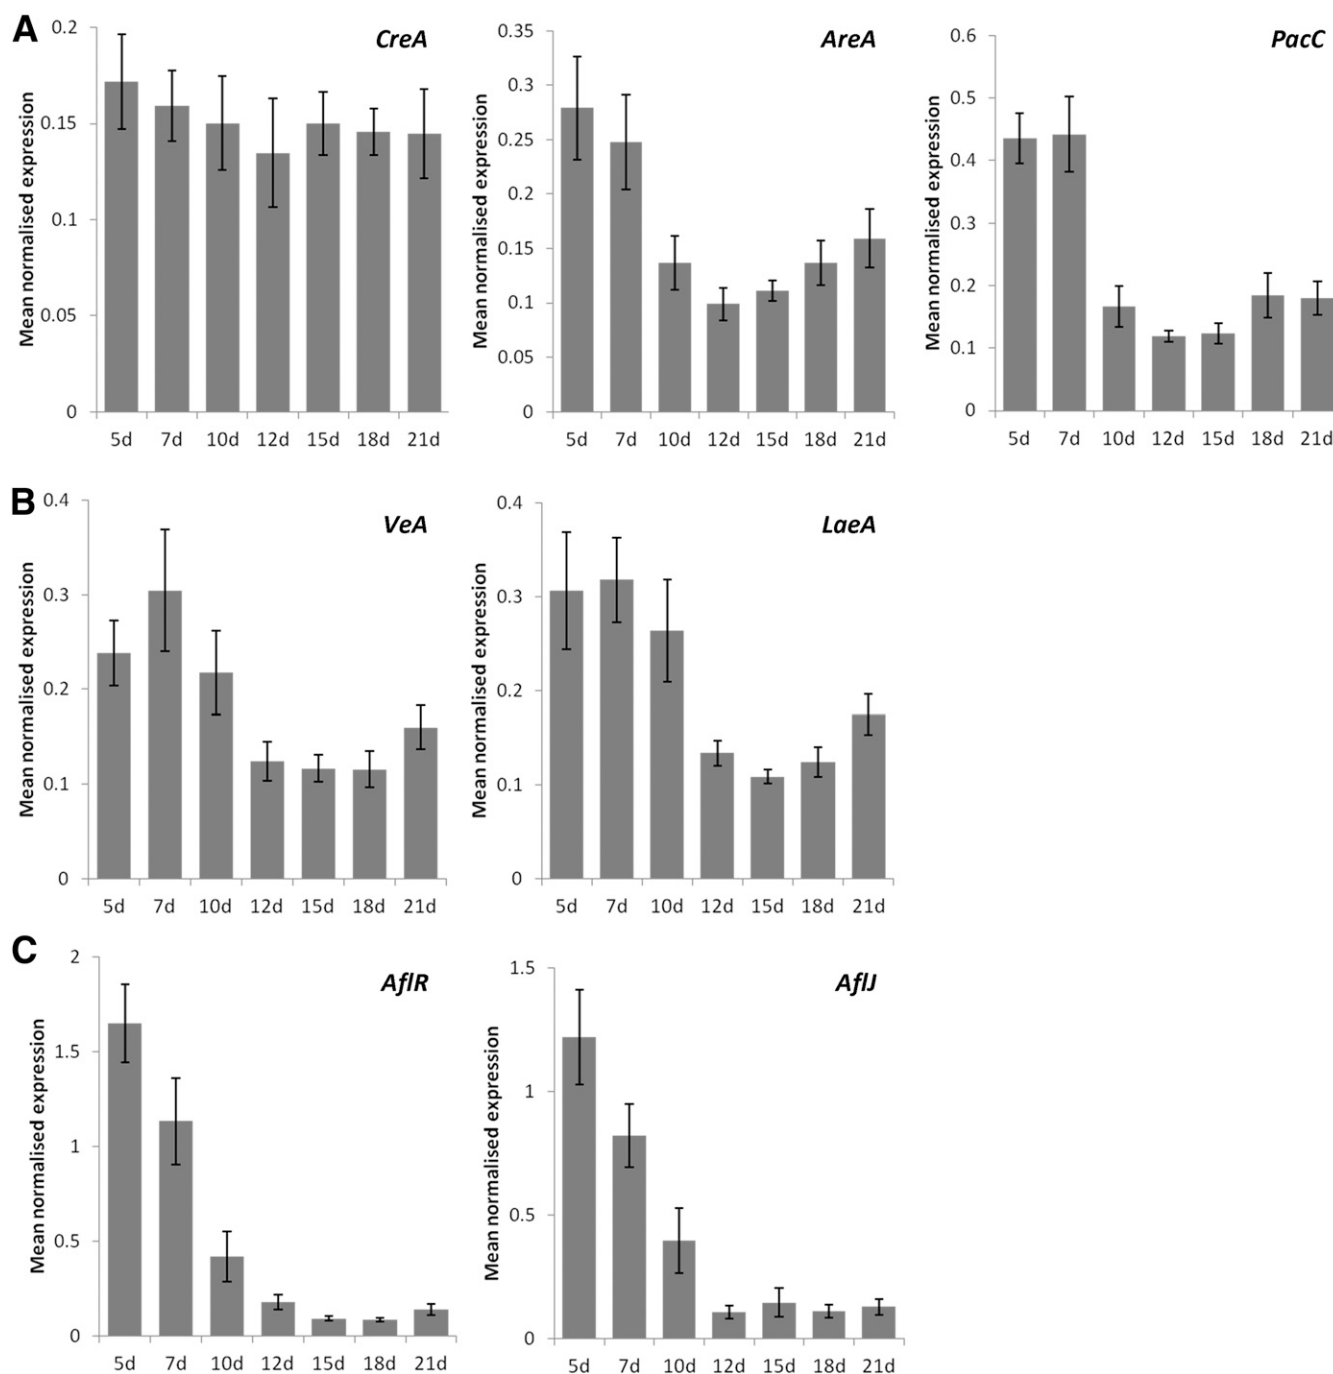 A
CreA
Mean normalised expression
0.2
0.15
0.1
0.05
0
5d 7d 10d 12d 15d 18d 21d
AreA
Mean normalised expression
0.35
0.3
0.25
0.2
0.15
0.1
0.05
0
5d 7d 10d 12d 15d 18d 21d
PacC
Mean normalised expression
0.6
0.5
0.4
0.3
0.2
0.1
0
5d 7d 10d 12d 15d 18d 21d
B
VeA
Mean normalised expression
0.4
0.3
0.2
0.1
0
5d 7d 10d 12d 15d 18d 21d
LaeA
Mean normalised expression
0.4
0.3
0.2
0.1
0
5d 7d 10d 12d 15d 18d 21d
C
AflR
Mean normalised expression
2
1.5
1
0.5
0
5d 7d 10d 12d 15d 18d 21d
AflJ
Mean normalised expression
1.5
1
0.5
0
5d 7d 10d 12d 15d 18d 21d